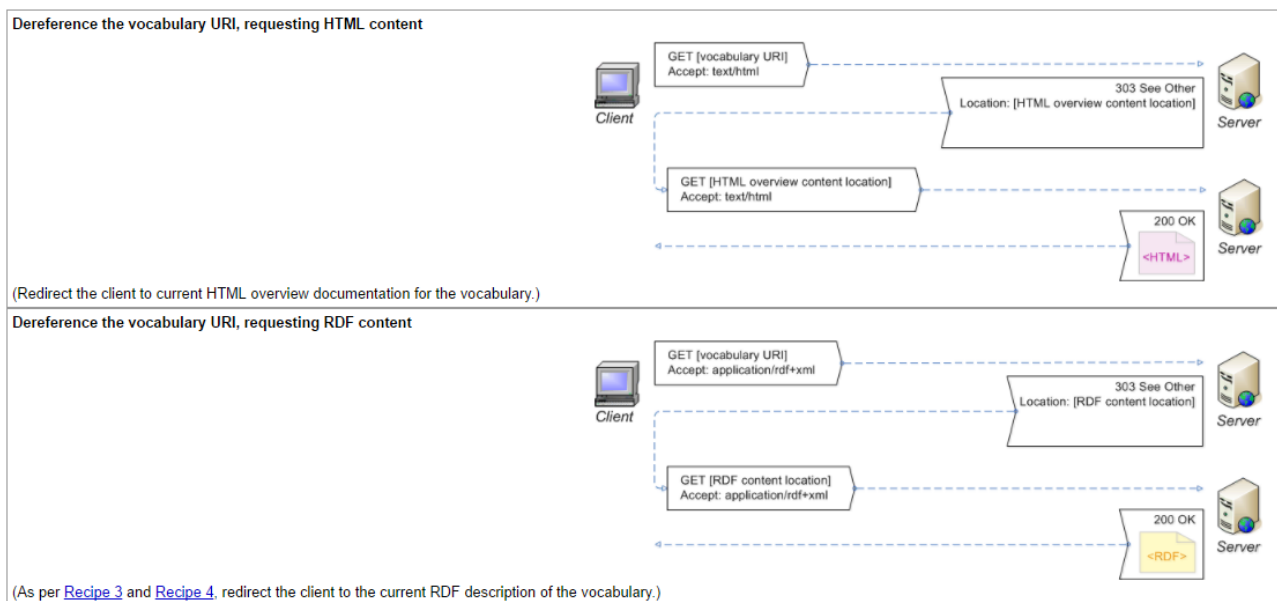 Dereference the vocabulary URI, requesting HTML content
GET [vocabulary URI]
Accept: text/html
Client
303 See Other
Location: [HTML overview content location]
Server
GET [HTML overview content location]
Accept: text/html
200 OK
<HTML>
Server
(Redirect the client to current HTML overview documentation for the vocabulary.)
Dereference the vocabulary URI, requesting RDF content
GET [vocabulary URI]
Accept: application/rdf+xml
Client
303 See Other
Location: [RDF content location]
Server
GET [RDF content location]
Accept: application/rdf+xml
200 OK
<RDF>
Server
(As per Recipe 3 and Recipe 4, redirect the client to the current RDF description of the vocabulary.)